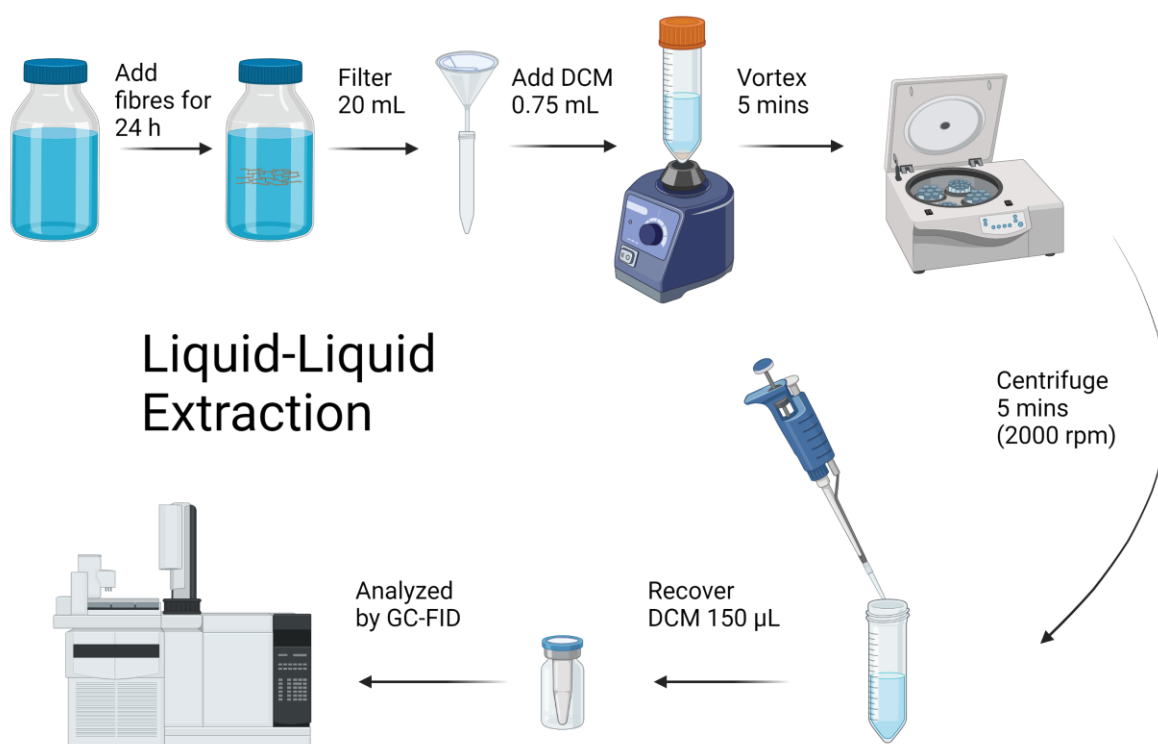 Add
fibres for
24 h
Filter
20 mL
Add DCM
0.75 mL
Vortex
5 mins
Liquid-Liquid
Extraction
Centrifuge
5 mins
(2000 rpm)
Recover
DCM 150 µL
Analyzed
by GC-FID